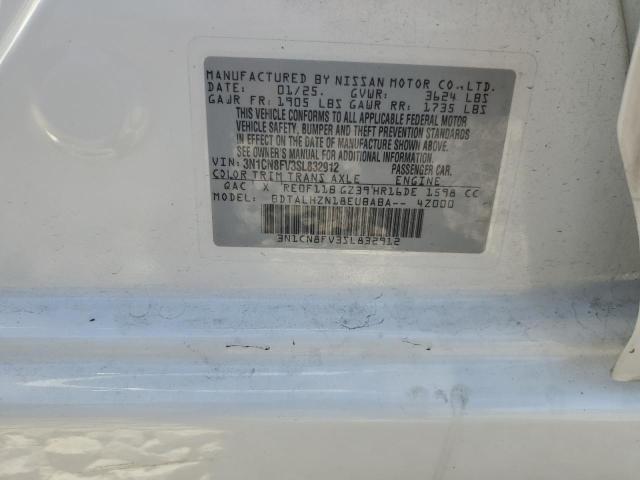 MANUFACTURED BY NISSAN MOTOR CO.,LTD.
DATE: 01/25. GVWR: 3624 LBS
GAWR FR: 1905 LBS GAWR RR: 1735 LBS
THIS VEHICLE CONFORMS TO ALL APPLICABLE FEDERAL MOTOR
VEHICLE SAFETY, BUMPER AND THEFT PREVENTION STANDARDS
IN EFFECT ON THE DATE OF MANUFACTURE SHOWN ABOVE.
SEE OWNER'S MANUAL FOR ADDITIONAL INFORMATION.
VIN: 3N1CN8FV3SL832912 PASSENGER CAR.
COLOR TRIM TRANS AXLE ENGINE
QAC X RE0F11B GZ39 HR16DE 1598 CC
MODEL: BDTALHZN18EUBABA-- 42000
3N1CN8FV3SL832912